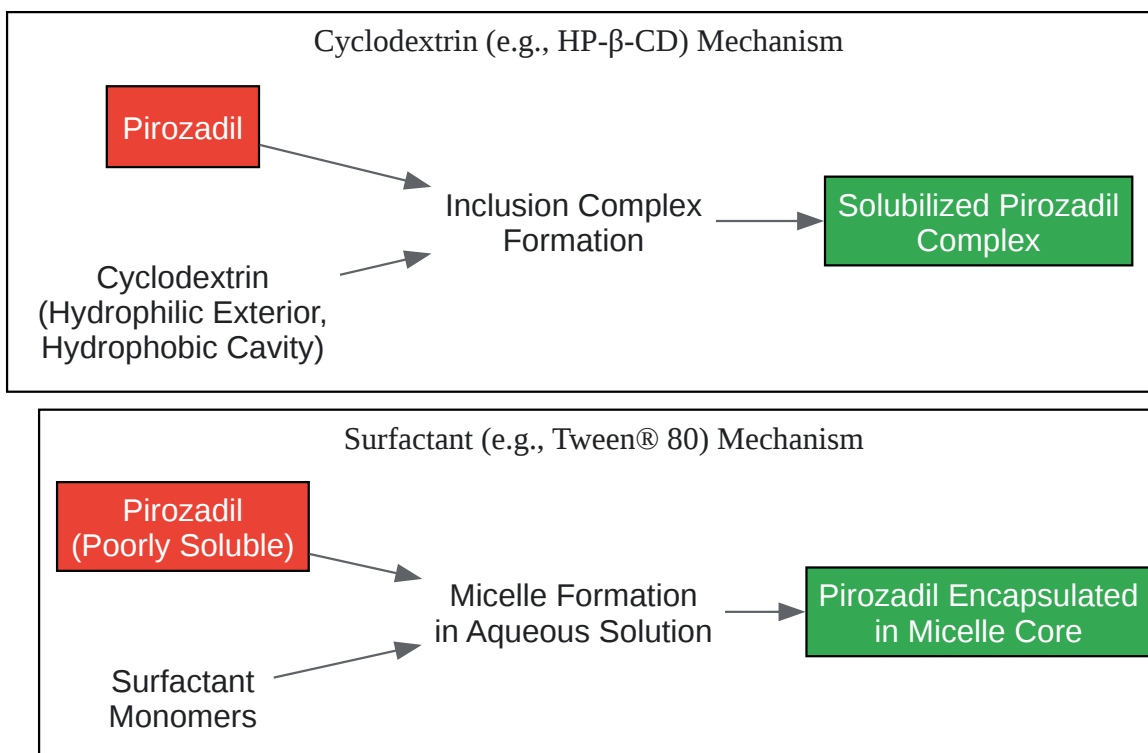 Cyclodextrin (e.g., HP-β-CD) Mechanism
Pirozadil
Inclusion Complex
Formation
Solubilized Pirozadil
Complex
Cyclodextrin
(Hydrophilic Exterior,
Hydrophobic Cavity)
Surfactant (e.g., Tween® 80) Mechanism
Pirozadil
(Poorly Soluble)
Micelle Formation
in Aqueous Solution
Pirozadil Encapsulated
in Micelle Core
Surfactant
Monomers